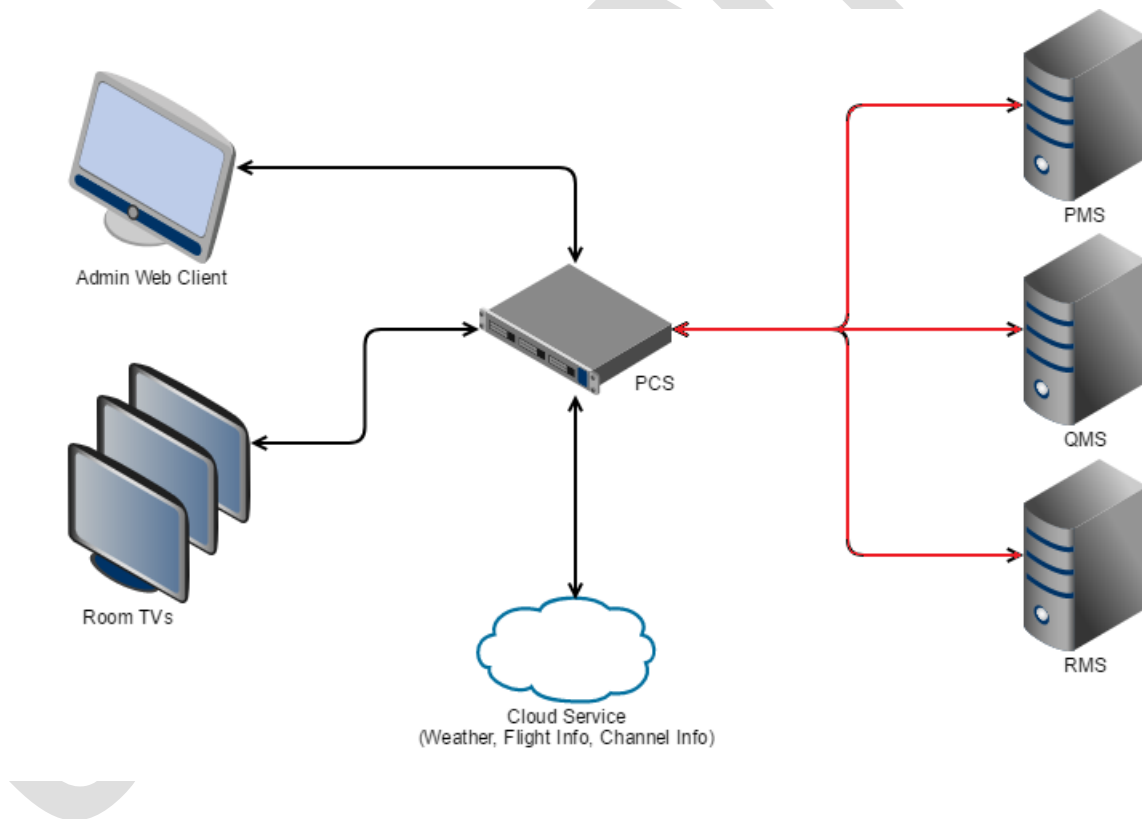 PMS
Admin Web Client
PCS
QMS
Room TVs
RMS
Cloud Service
(Weather, Flight Info, Channel Info)